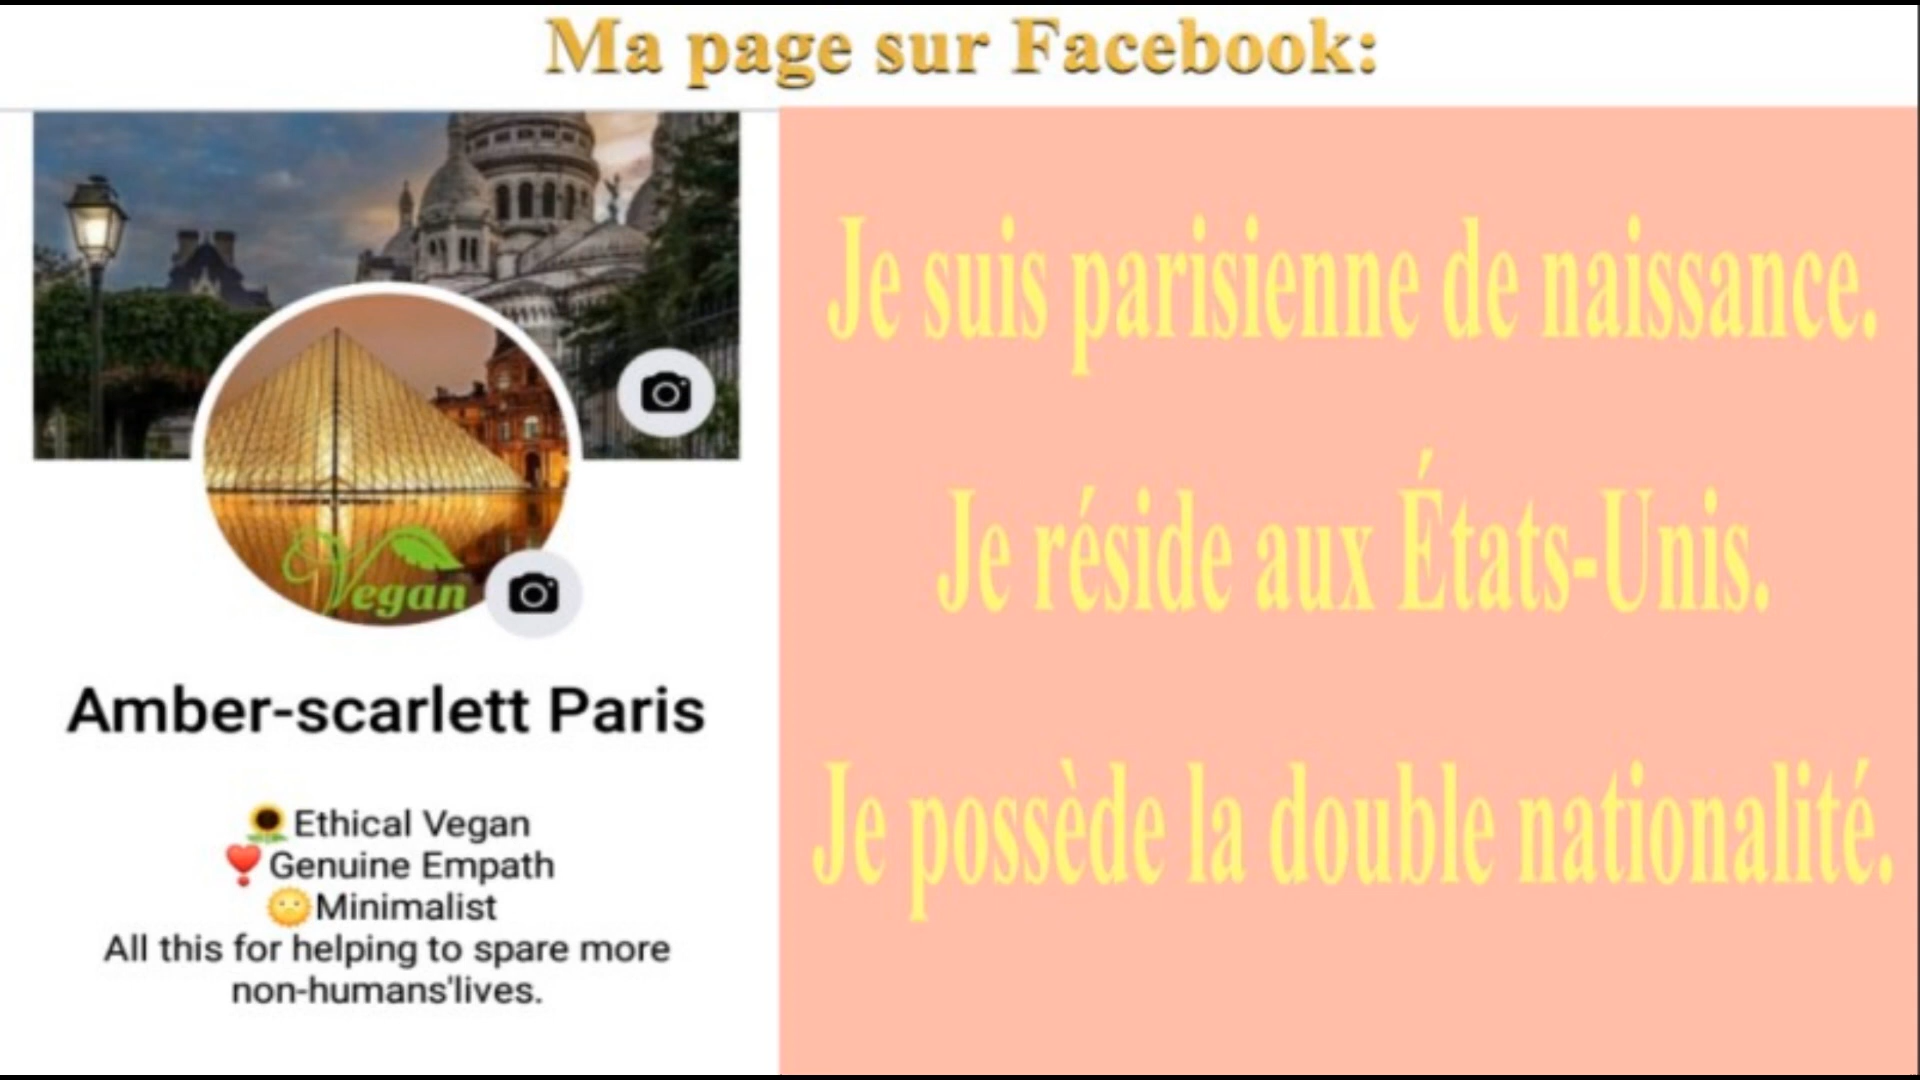 Ma page sur Facebook:
Vegan
Amber-scarlett Paris
🌻Ethical Vegan
❣️Genuine Empath
🌝Minimalist
All this for helping to spare more
non-humans'lives.
Je suis parisienne de naissance.
Je réside aux États-Unis.
Je possède la double nationalité.